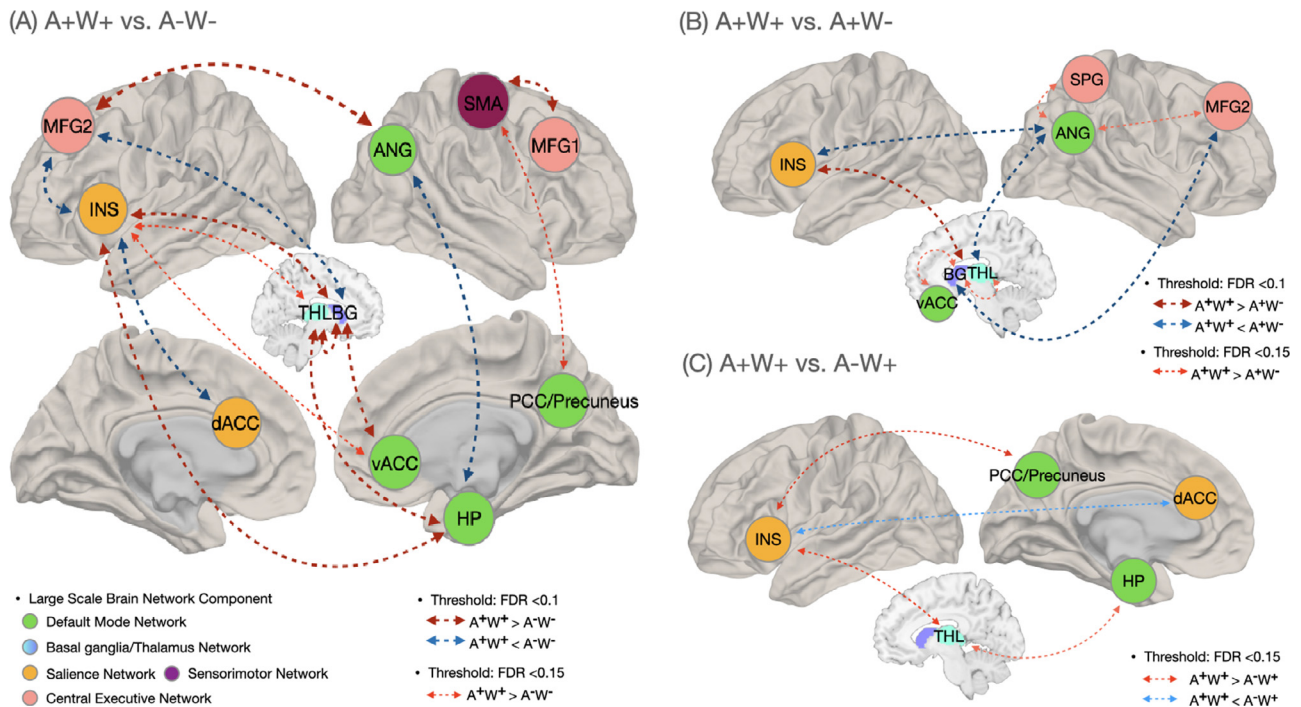 (A) A+W+ vs. A-W-
MFG2
SMA
ANG
MFG1
INS
THLBG
PCC/Precuneus
dACC
vACC
HP
• Large Scale Brain Network Component
Default Mode Network
Basal ganglia/Thalamus Network
Salience Network
Sensorimotor Network
Central Executive Network
• Threshold: FDR <0.1
A⁺W⁺ > A⁻W⁻
A⁺W⁺ < A⁻W⁻
• Threshold: FDR <0.15
A⁺W⁺ > A⁻W⁻
(B) A+W+ vs. A+W-
SPG
MFG2
ANG
INS
BG THL
vACC
• Threshold: FDR <0.1
A⁺W⁺ > A⁺W⁻
A⁺W⁺ < A⁺W⁻
• Threshold: FDR <0.15
A⁺W⁺ > A⁺W⁻
(C) A+W+ vs. A-W+
PCC/Precuneus
dACC
INS
HP
THL
• Threshold: FDR <0.15
A⁺W⁺ > A⁻W⁺
A⁺W⁺ < A⁻W⁺